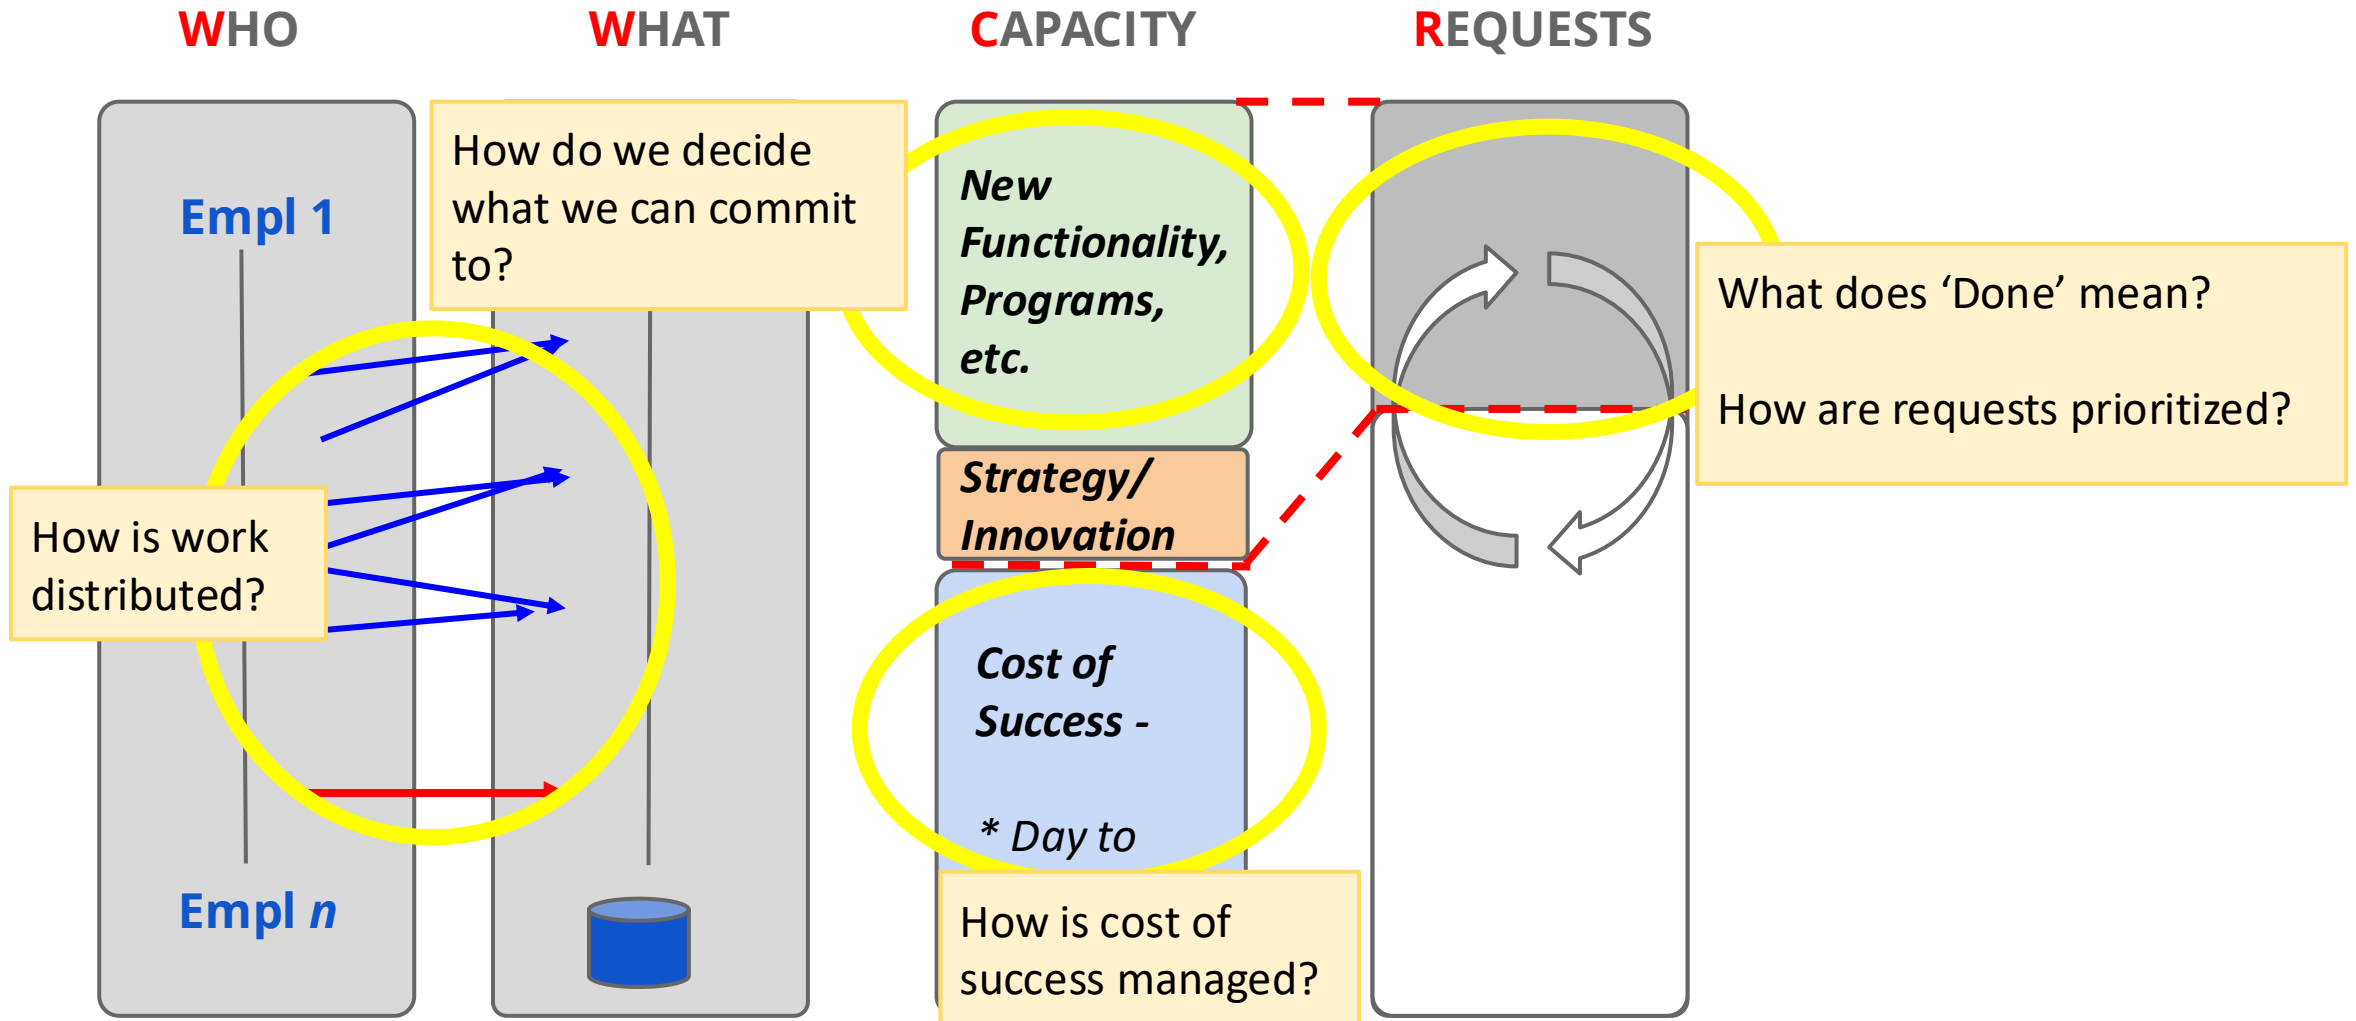 WHO
WHAT
CAPACITY
REQUESTS
Empl 1
Empl n
How is work
distributed?
How do we decide
what we can commit
to?
New
Functionality,
Programs,
etc.
Strategy/
Innovation
Cost of
Success -
* Day to
How is cost of
success managed?
What does ‘Done’ mean?
How are requests prioritized?